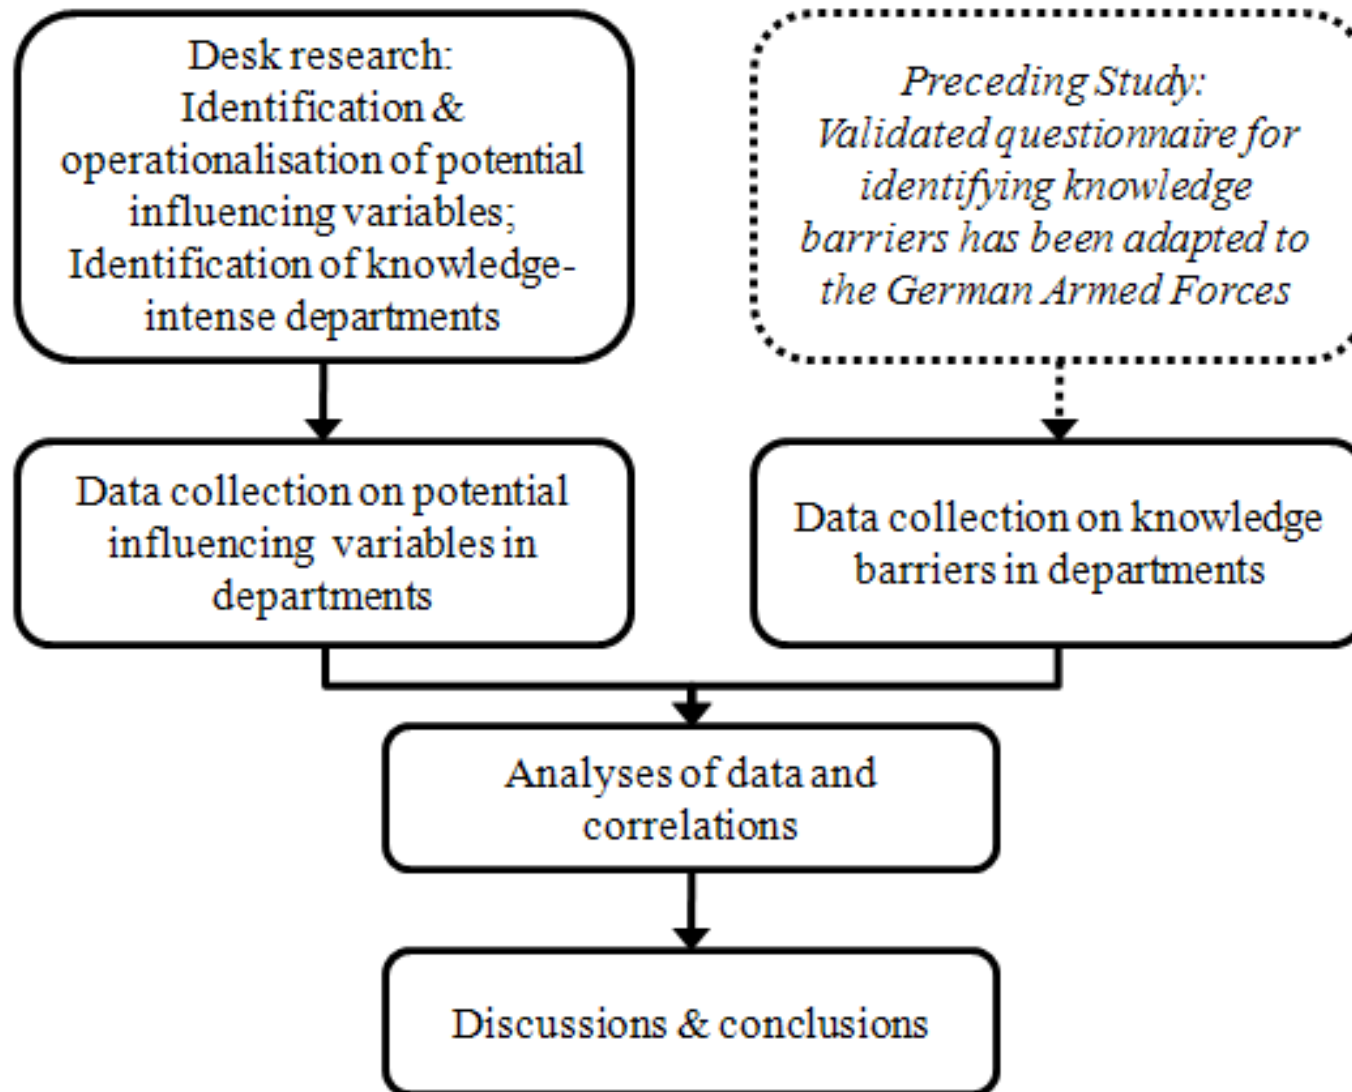 Desk research:
Identification &
operationalisation of potential
influencing variables;
Identification of knowledge-
intense departments
Preceding Study:
Validated questionnaire for
identifying knowledge
barriers has been adapted to
the German Armed Forces
Data collection on potential
influencing variables in
departments
Data collection on knowledge
barriers in departments
Analyses of data and
correlations
Discussions & conclusions